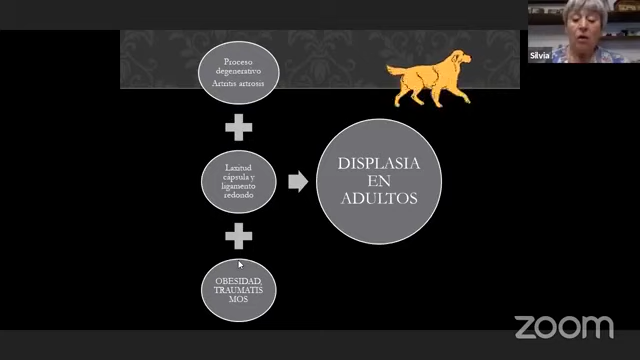 Silvia
Proceso
degenerativo
Artritis artrosis
Laxitud
cápsula y
ligamento
redondo
OBESIDAD,
TRAUMATIS
MOS
DISPLASIA
EN
ADULTOS
zoom